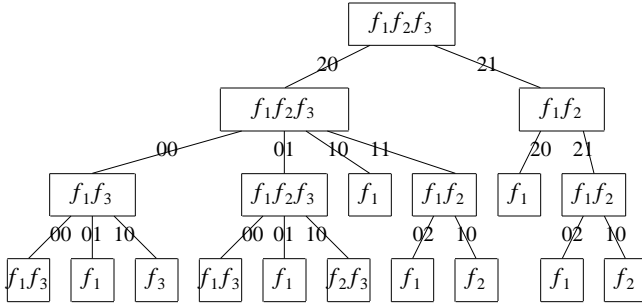 f₁f₂f₃
20 21
f₁f₂f₃ f₁f₂
00 01 10 11 20 21
f₁f₃ f₁f₂f₃ f₁ f₁f₂ f₁ f₁f₂
00 01 10 00 01 10 02 10 02 10
f₁f₃ f₁ f₃ f₁f₃ f₁ f₂f₃ f₁ f₂ f₁ f₂